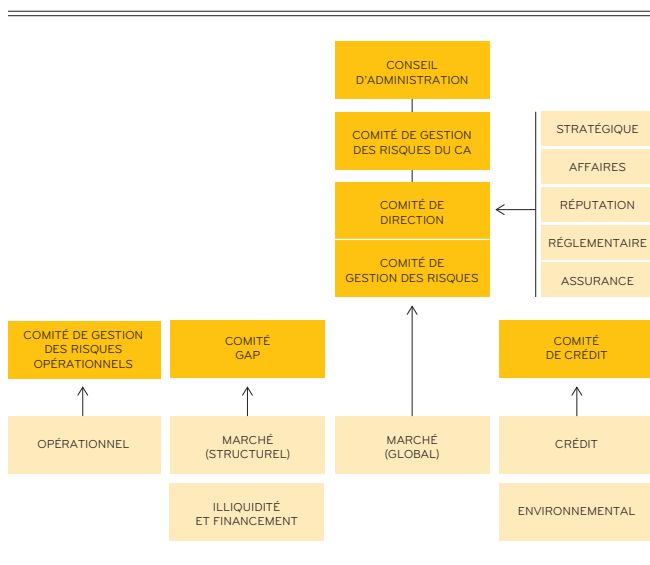 CONSEIL
D'ADMINISTRATION
COMITÉ DE GESTION
DES RISQUES DU CA
COMITÉ DE
DIRECTION
COMITÉ DE
GESTION DES RISQUES
STRATÉGIQUE
AFFAIRES
RÉPUTATION
RÉGLEMENTAIRE
ASSURANCE
COMITÉ DE GESTION
DES RISQUES
OPÉRATIONNELS
COMITÉ
GAP
COMITÉ
DE CRÉDIT
OPÉRATIONNEL
MARCHÉ
(STRUCTUREL)
MARCHÉ
(GLOBAL)
CRÉDIT
ILLIQUIDITÉ
ET FINANCEMENT
ENVIRONNEMENTAL